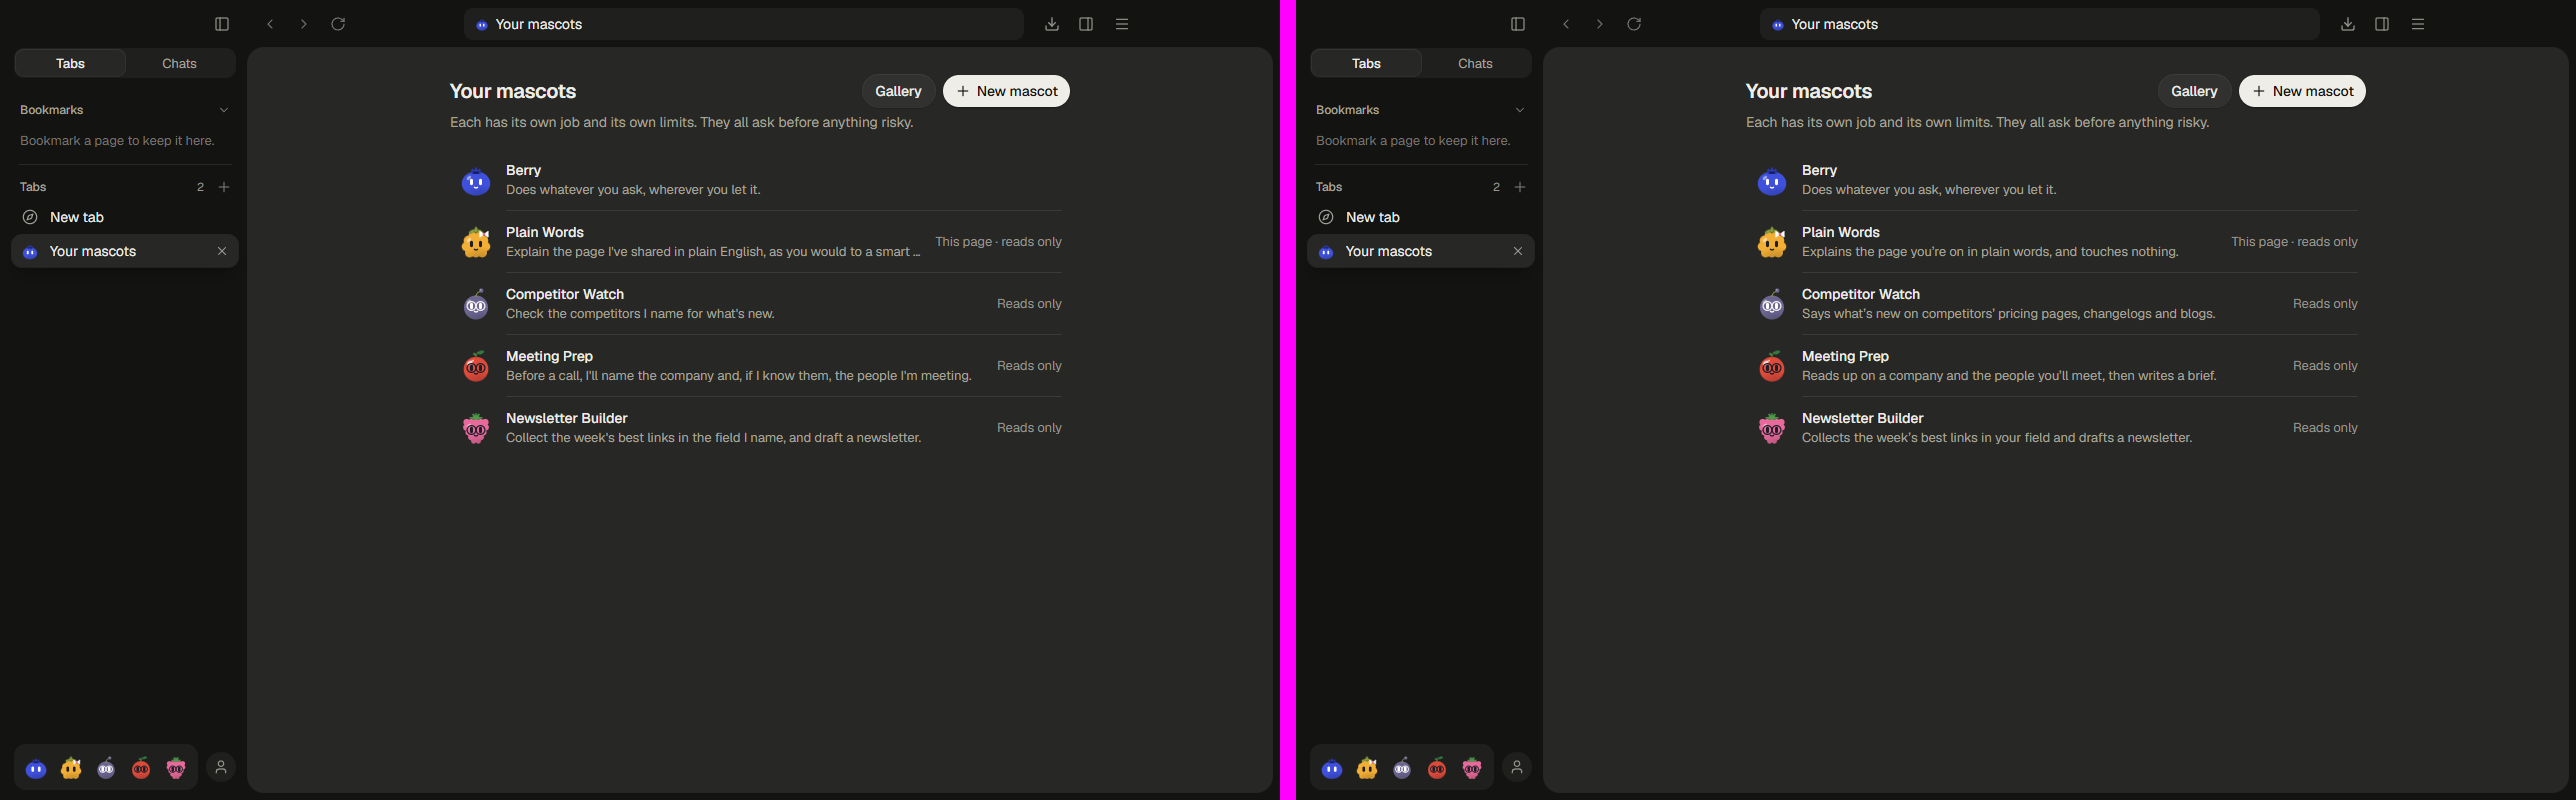 Your mascots
Tabs
Chats
Bookmarks
Bookmark a page to keep it here.
Tabs 2
New tab
Your mascots
Your mascots
Gallery
New mascot
Each has its own job and its own limits. They all ask before anything risky.
Berry
Does whatever you ask, wherever you let it.
Plain Words
Explain the page I've shared in plain English, as you would to a smart ...
This page · reads only
Competitor Watch
Check the competitors I name for what's new.
Reads only
Meeting Prep
Before a call, I'll name the company and, if I know them, the people I'm meeting.
Reads only
Newsletter Builder
Collect the week's best links in the field I name, and draft a newsletter.
Reads only
Your mascots
Tabs
Chats
Bookmarks
Bookmark a page to keep it here.
Tabs 2
New tab
Your mascots
Your mascots
Gallery
New mascot
Each has its own job and its own limits. They all ask before anything risky.
Berry
Does whatever you ask, wherever you let it.
Plain Words
Explains the page you're on in plain words, and touches nothing.
This page · reads only
Competitor Watch
Says what's new on competitors' pricing pages, changelogs and blogs.
Reads only
Meeting Prep
Reads up on a company and the people you'll meet, then writes a brief.
Reads only
Newsletter Builder
Collects the week's best links in your field and drafts a newsletter.
Reads only